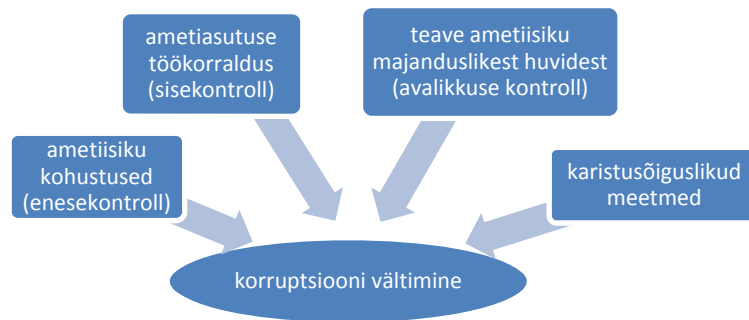 ametiasutuse
töökorraldus
(sisekontroll)
teave ametiisiku
majanduslikest huvidest
(avalikkuse kontroll)
ametiisiku
kohustused
(enesekontroll)
karistusõiguslikud
meetmed
korruptsiooni vältimine